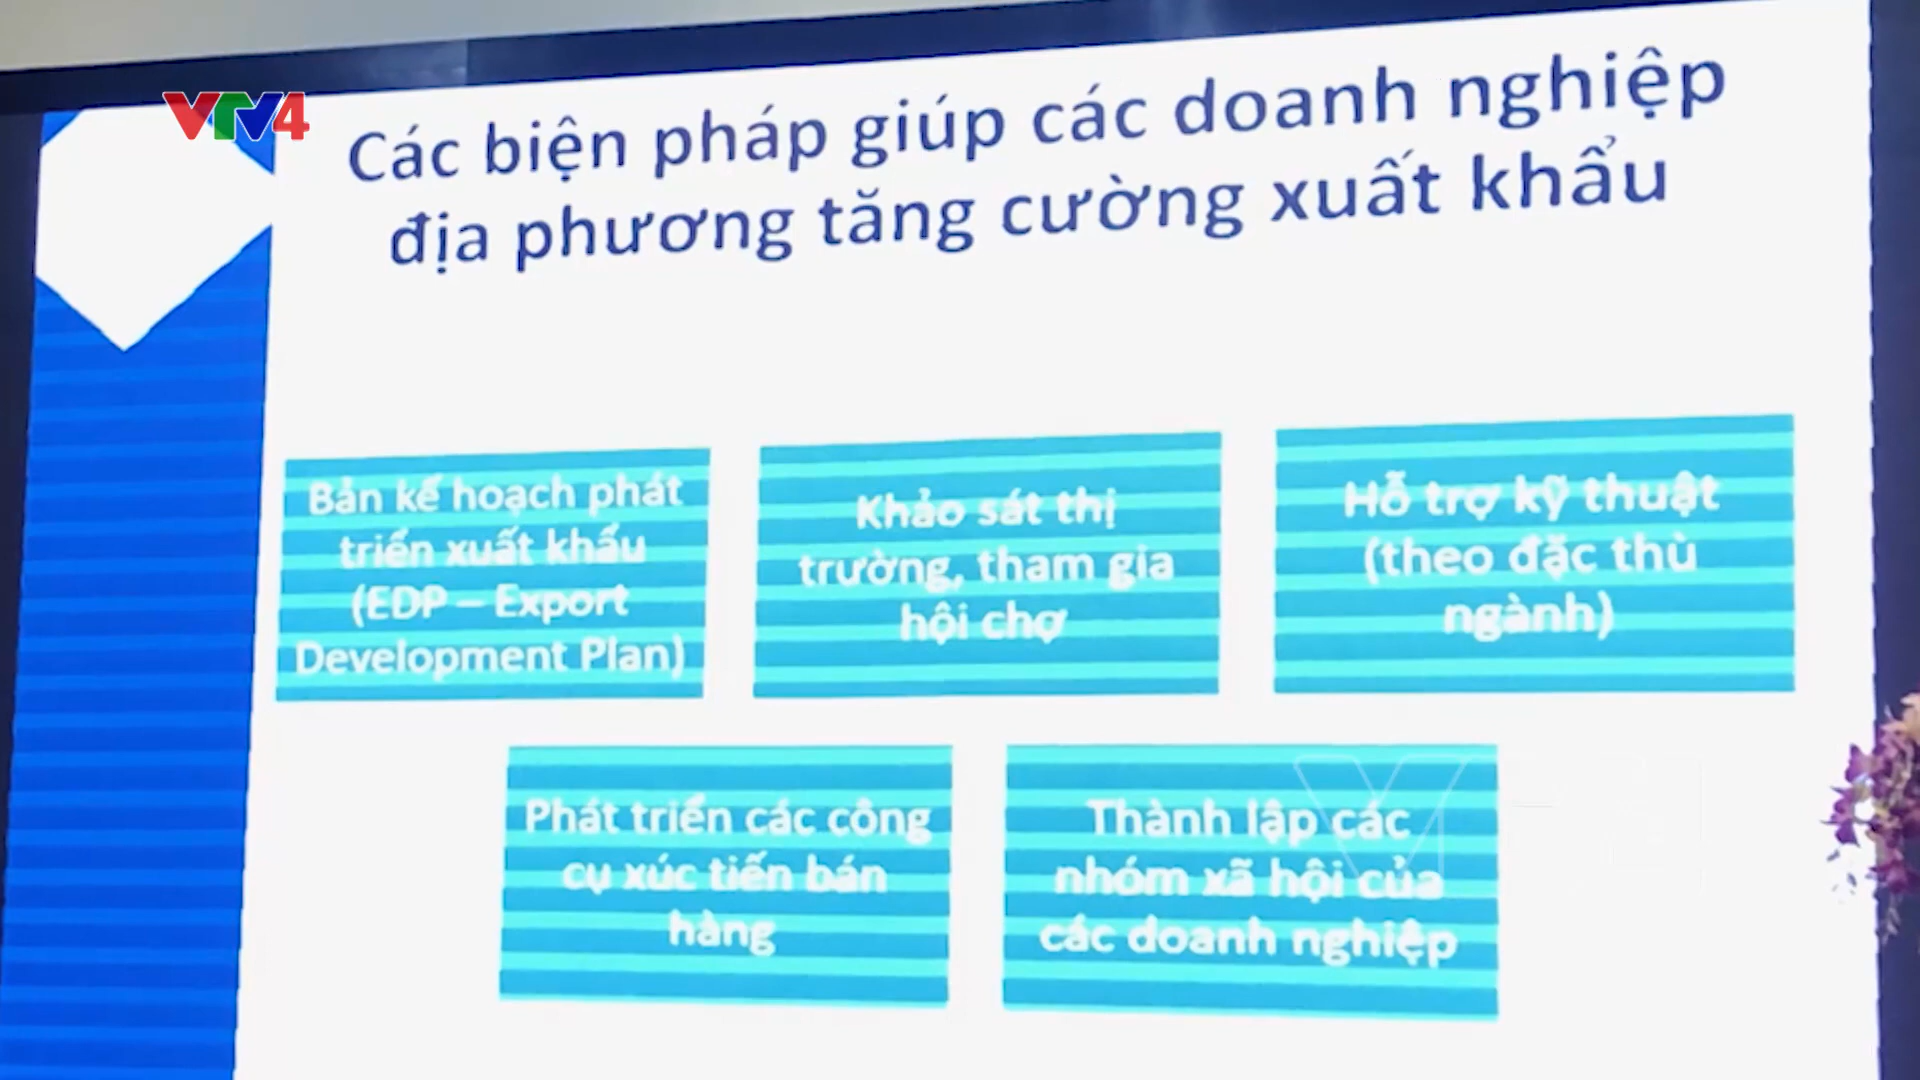 VTV4
Các biện pháp giúp các doanh nghiệp
địa phương tăng cường xuất khẩu
Bản kế hoạch phát
triển xuất khẩu
(EDP – Export
Development Plan)
Khảo sát thị
trường, tham gia
hội chợ
Hỗ trợ kỹ thuật
(theo đặc thù
ngành)
Phát triển các công
cụ xúc tiến bán
hàng
Thành lập các
nhóm xã hội của
các doanh nghiệp